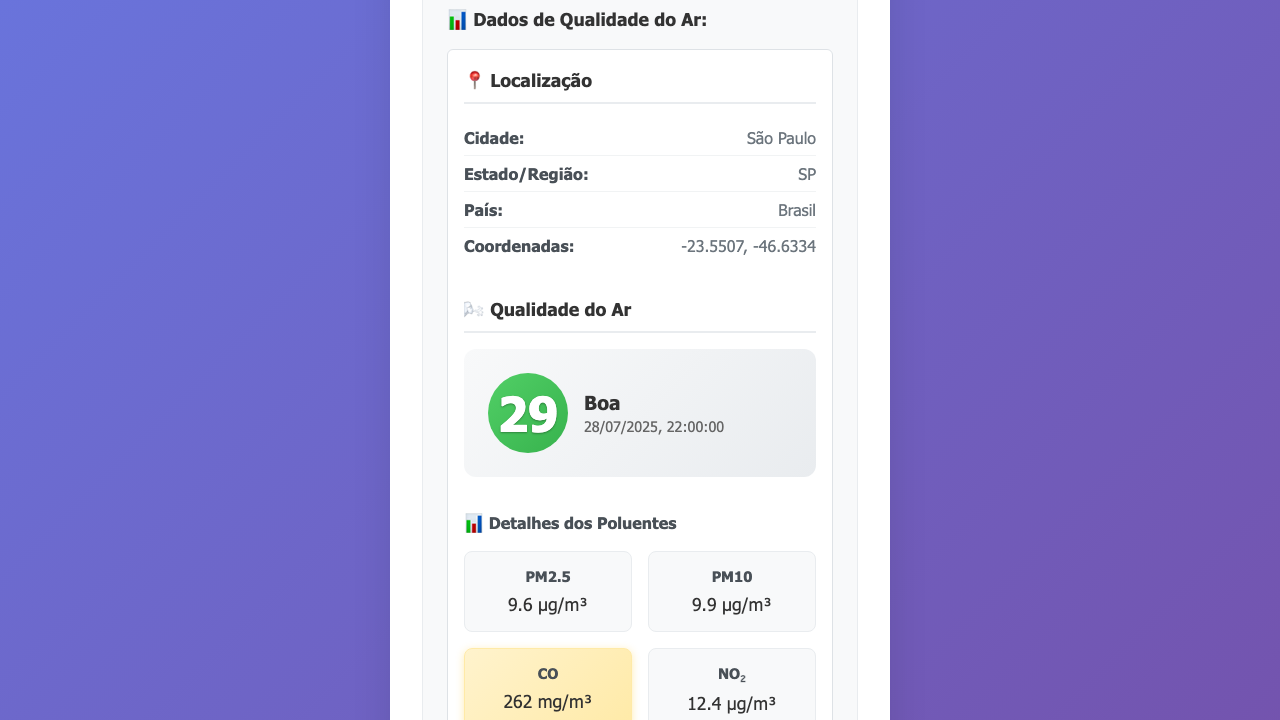 Dados de Qualidade do Ar:
Localização
Cidade: São Paulo
Estado/Região: SP
País: Brasil
Coordenadas: -23.5507, -46.6334
Qualidade do Ar
29
Boa
28/07/2025, 22:00:00
Detalhes dos Poluentes
PM2.5 PM10
9.6 µg/m³ 9.9 µg/m³
CO NO₂
262 mg/m³ 12.4 µg/m³